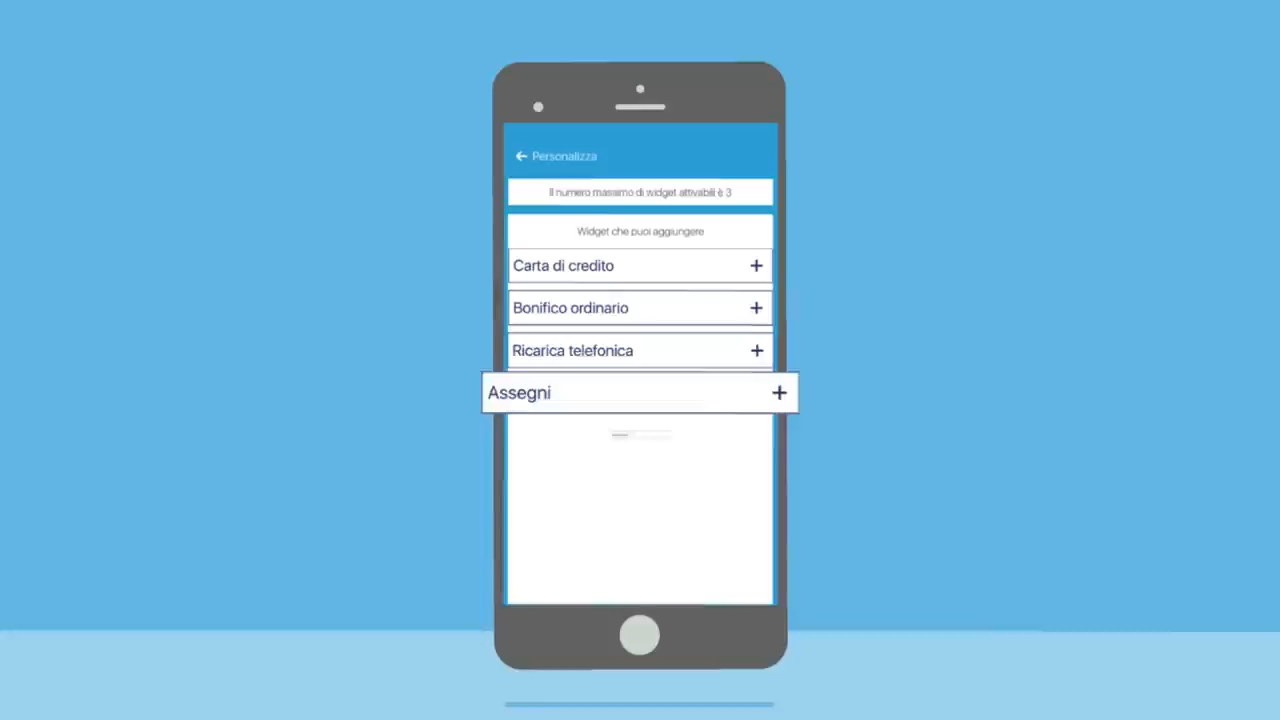 Personalizza
Il numero massimo di widget attivabili è 3
Widget che puoi aggiungere
Carta di credito
Bonifico ordinario
Ricarica telefonica
Assegni